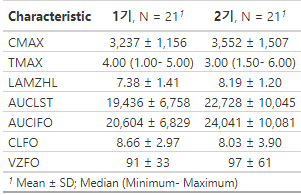 Characteristic 1기, N = 21¹ 2기, N = 21¹
CMAX 3,237 ± 1,156 3,552 ± 1,507
TMAX 4.00 (1.00- 5.00) 3.00 (1.50- 6.00)
LAMZHL 7.38 ± 1.41 8.19 ± 1.20
AUCLST 19,436 ± 6,758 22,728 ± 10,045
AUCIFO 20,604 ± 6,829 24,041 ± 10,081
CLFO 8.66 ± 2.97 8.03 ± 3.90
VZFO 91 ± 33 97 ± 61
¹ Mean ± SD; Median (Minimum- Maximum)